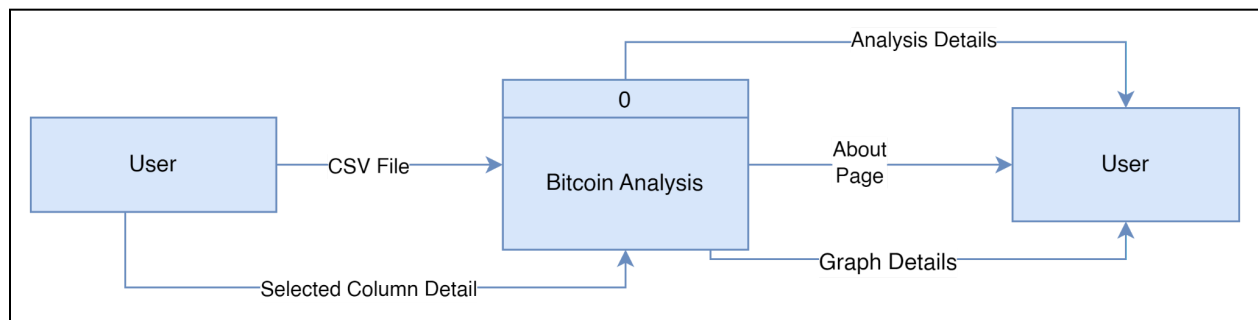 Analysis Details
0
User
CSV File
Bitcoin Analysis
About
Page
User
Selected Column Detail
Graph Details